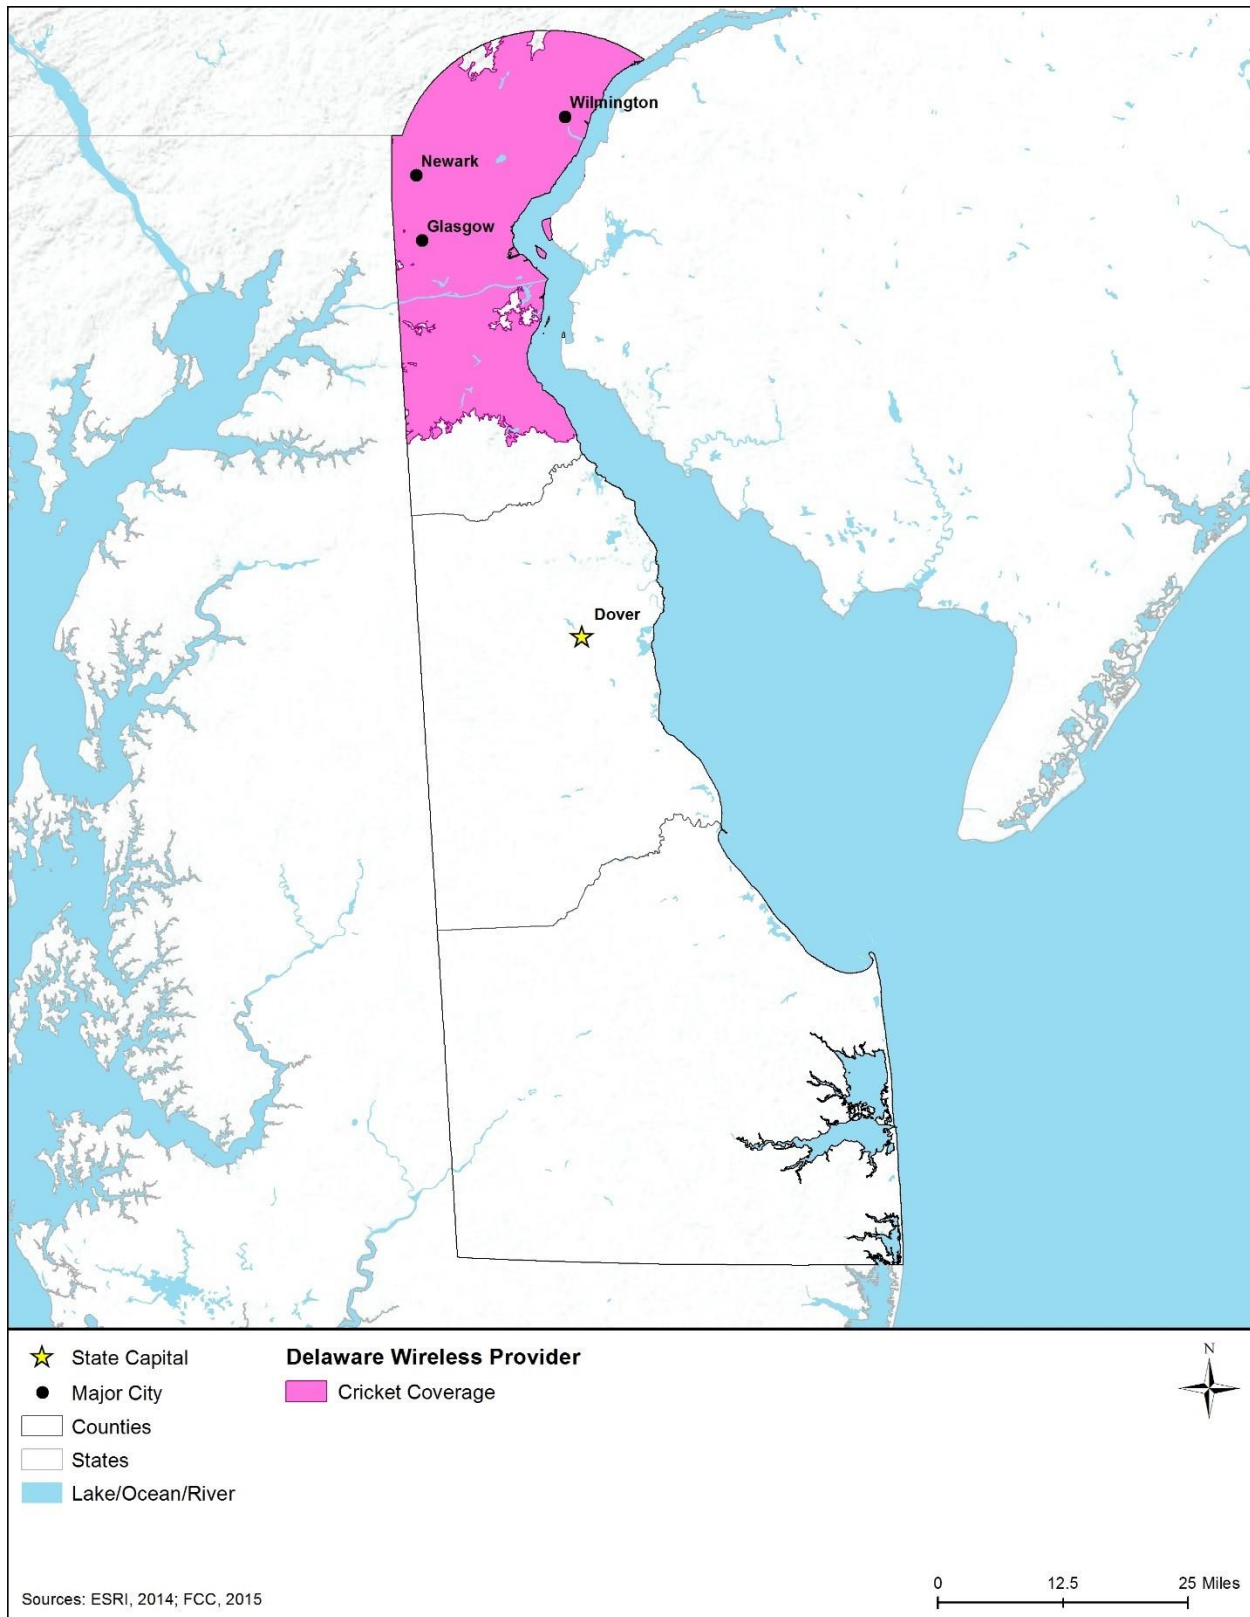 Wilmington
Newark
Glasgow
Dover
State Capital
Major City
Counties
States
Lake/Ocean/River
Delaware Wireless Provider
Cricket Coverage
N
Sources: ESRI, 2014; FCC, 2015
0 12.5 25 Miles